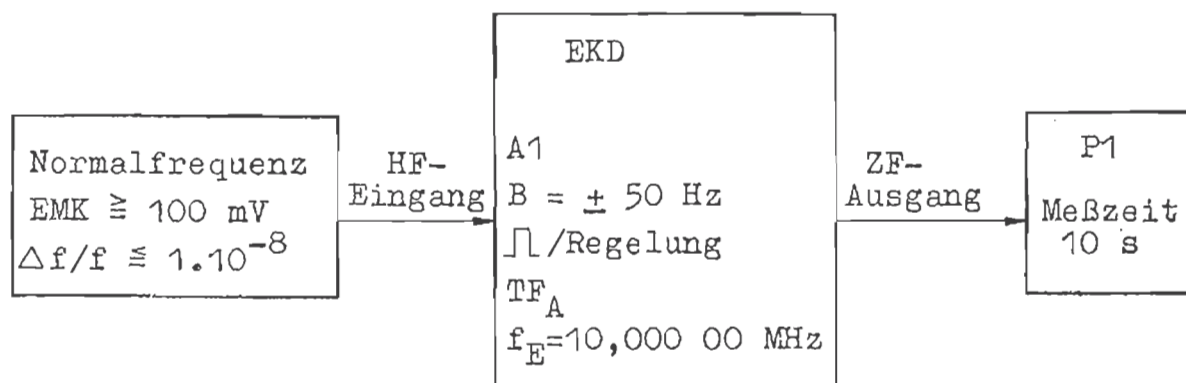 Normalfrequenz
EMK ≧ 100 mV
△f/f ≦ 1.10⁻⁸
HF-
Eingang
EKD
A1
B = ± 50 Hz
⎍/Regelung
TF_A
f_E=10,000 00 MHz
ZF-
Ausgang
P1
Meßzeit
10 s